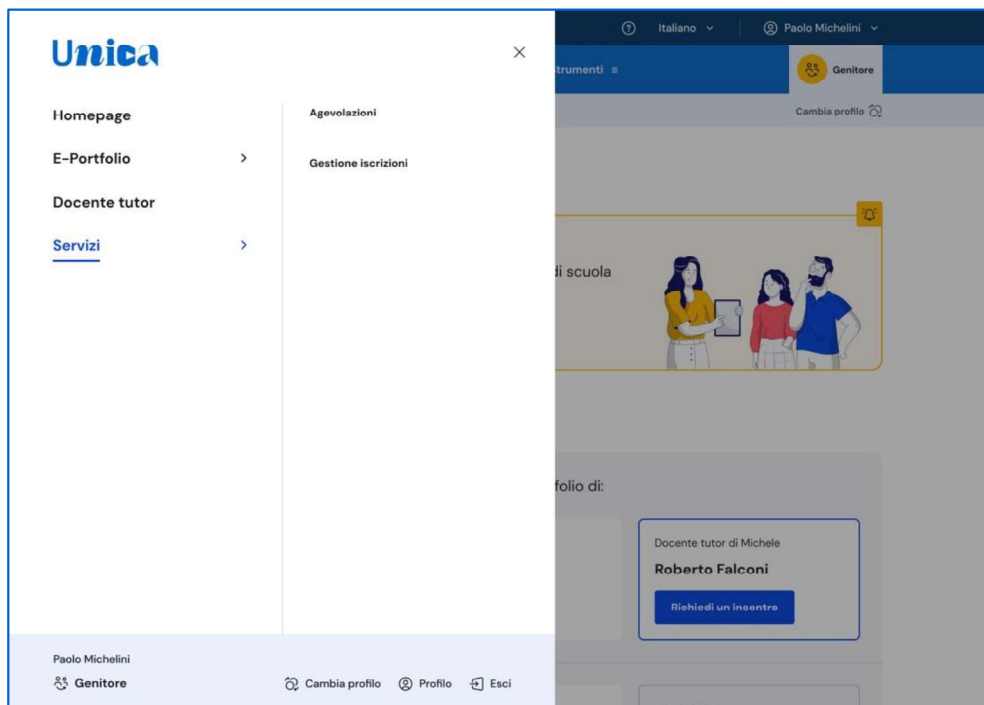 Unica
Homepage
E-Portfolio
Docente tutor
Servizi
Agevolazioni
Gestione iscrizioni
Paolo Michelini
Genitore
Cambia profilo
Profilo
Esci
Italiano
Paolo Michelini
trumenti
Genitore
Cambia profilo
di scuola
folio di:
Docente tutor di Michele
Roberto Falconi
Richiedi un incontro